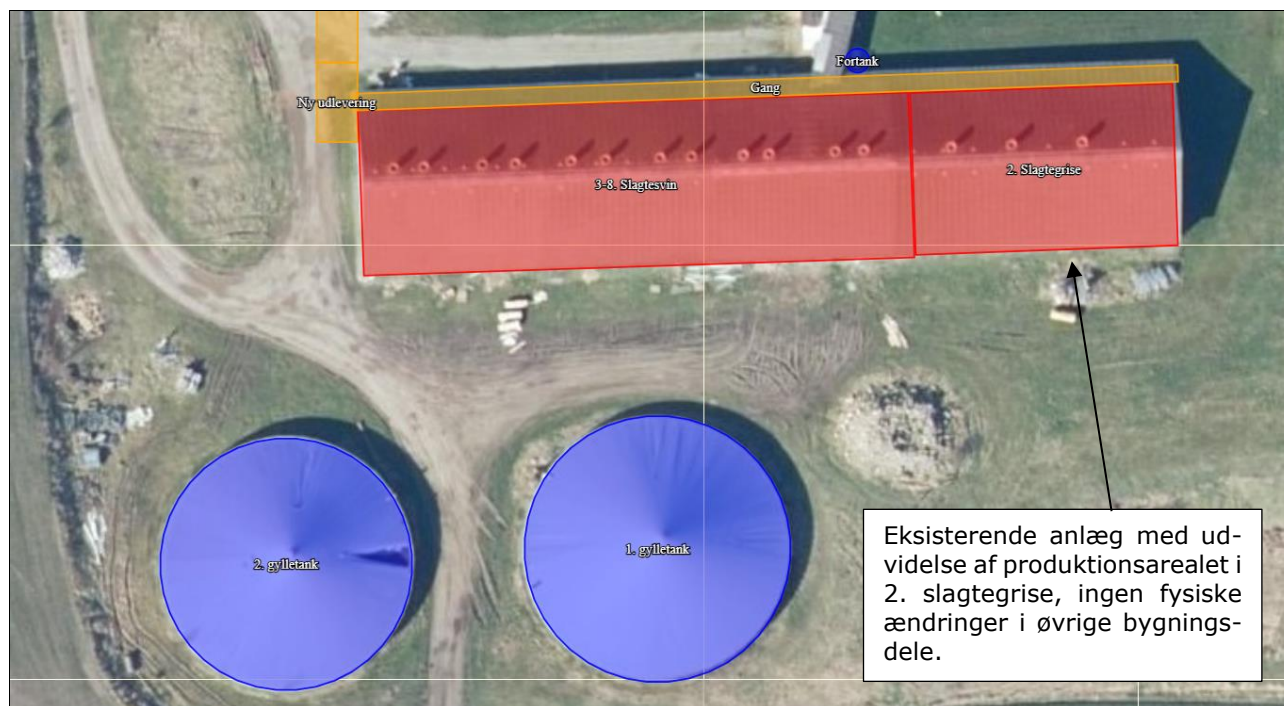 Fortank
Gang
Ny udlevering
3-8. Slagtesvin
2. Slagtegrise
2. gylletank
1. gylletank
Eksisterende anlæg med ud-
videlse af produktionsarealet i
2. slagtegrise, ingen fysiske
ændringer i øvrige bygnings-
dele.